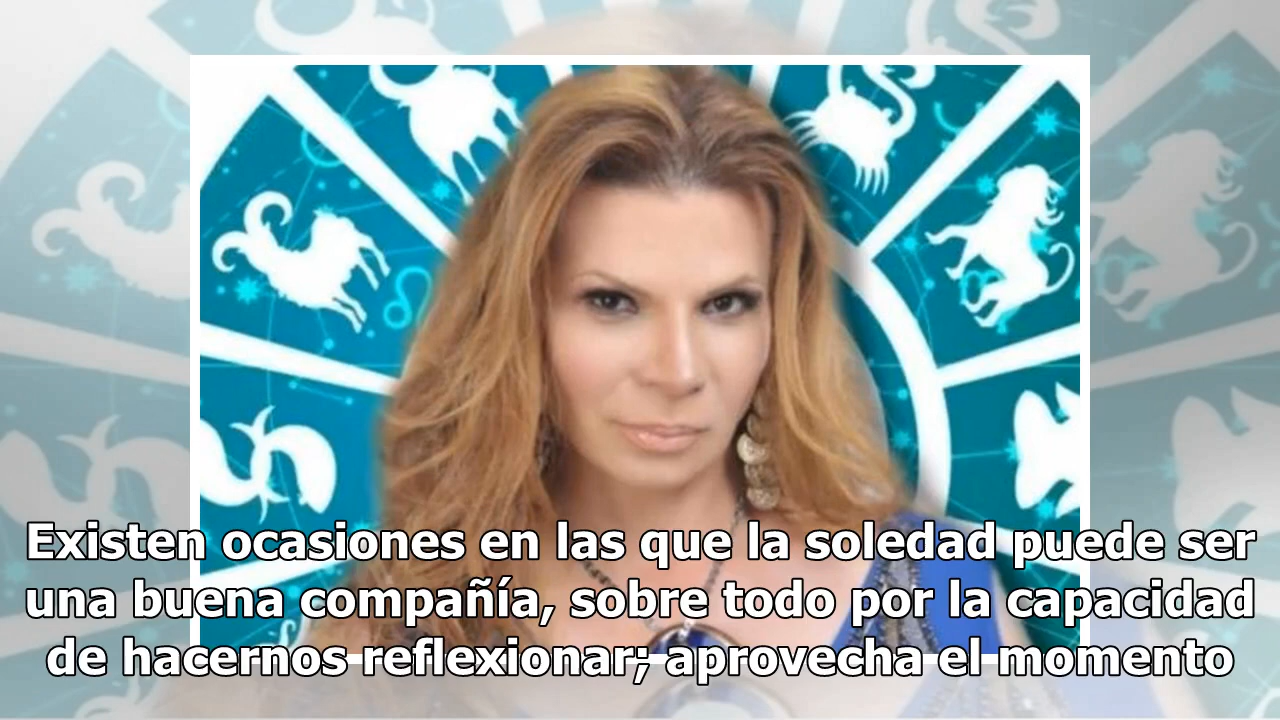 Existen ocasiones en las que la soledad puede ser
una buena compañía, sobre todo por la capacidad
de hacernos reflexionar; aprovecha el momento